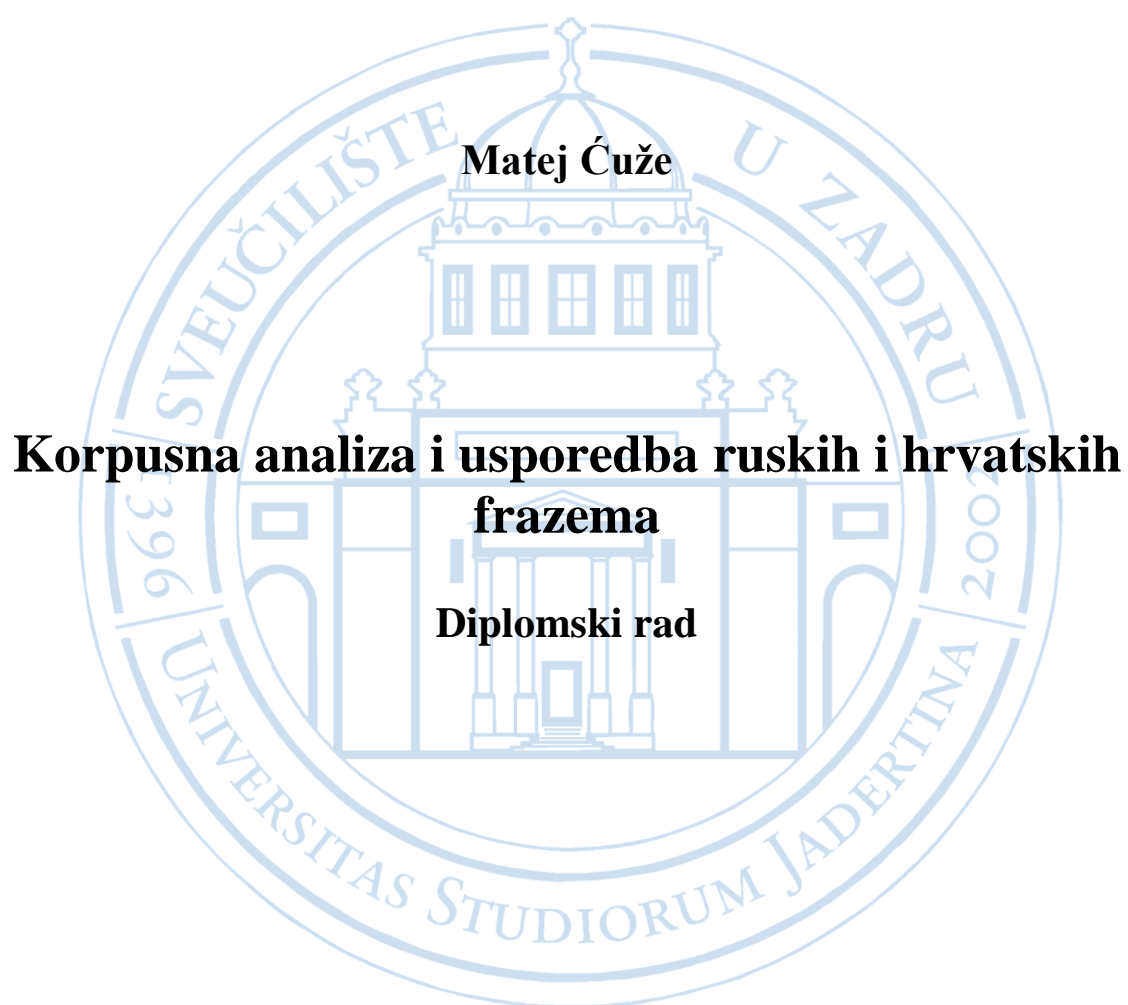 Matej Ćuže
Korpusna analiza i usporedba ruskih i hrvatskih
frazema
Diplomski rad
SVEUČILIŠTE U ZADRU
1396
2002
UNIVERSITAS STUDIORUM JADERTINA